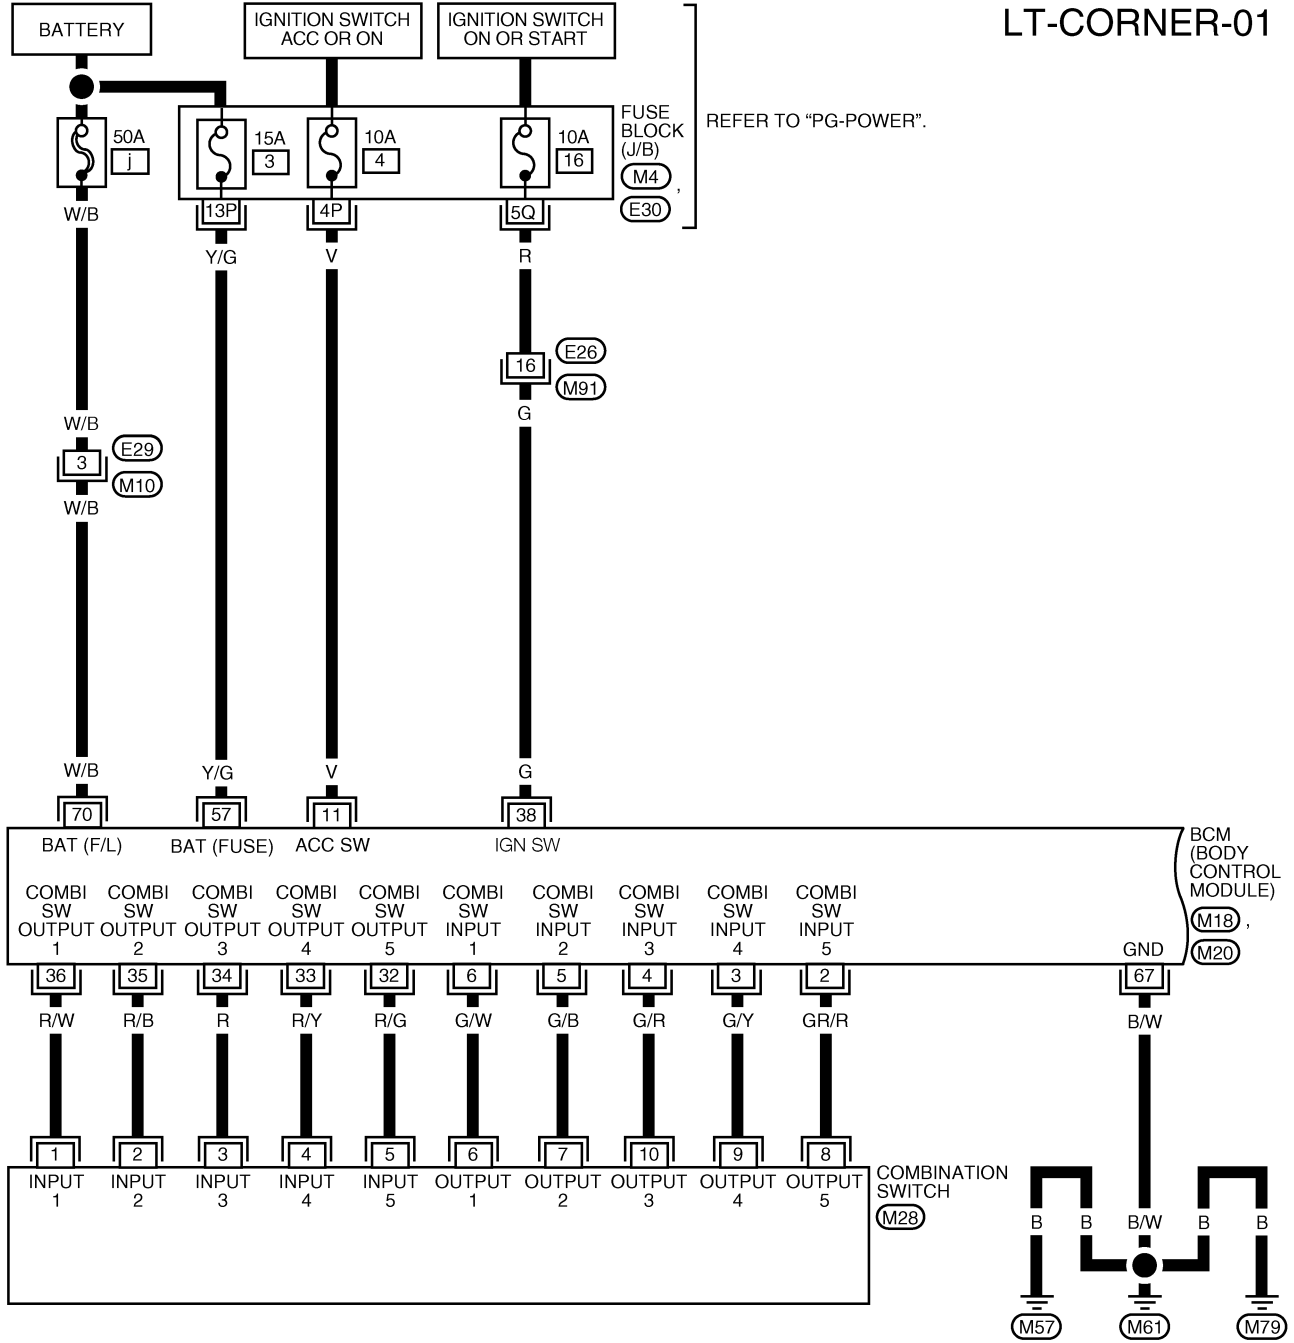 LT-CORNER-01
BATTERY
IGNITION SWITCH
ACC OR ON
IGNITION SWITCH
ON OR START
50A
j
15A
3
10A
4
10A
16
FUSE
BLOCK
(J/B)
M4 ,
E30
REFER TO “PG-POWER”.
13P
4P
5Q
W/B
Y/G
V
R
16
E26
M91
G
W/B
3
E29
M10
W/B
W/B
Y/G
V
G
70
57
11
38
BAT (F/L)
BAT (FUSE)
ACC SW
IGN SW
BCM
(BODY
CONTROL
MODULE)
M18 ,
M20
COMBI
SW
OUTPUT
1
COMBI
SW
OUTPUT
2
COMBI
SW
OUTPUT
3
COMBI
SW
OUTPUT
4
COMBI
SW
OUTPUT
5
COMBI
SW
INPUT
1
COMBI
SW
INPUT
2
COMBI
SW
INPUT
3
COMBI
SW
INPUT
4
COMBI
SW
INPUT
5
GND
36
35
34
33
32
6
5
4
3
2
67
R/W
R/B
R
R/Y
R/G
G/W
G/B
G/R
G/Y
GR/R
B/W
1
2
3
4
5
6
7
10
9
8
INPUT
1
INPUT
2
INPUT
3
INPUT
4
INPUT
5
OUTPUT
1
OUTPUT
2
OUTPUT
3
OUTPUT
4
OUTPUT
5
COMBINATION
SWITCH
M28
B
B
B/W
B
B
M57
M61
M79